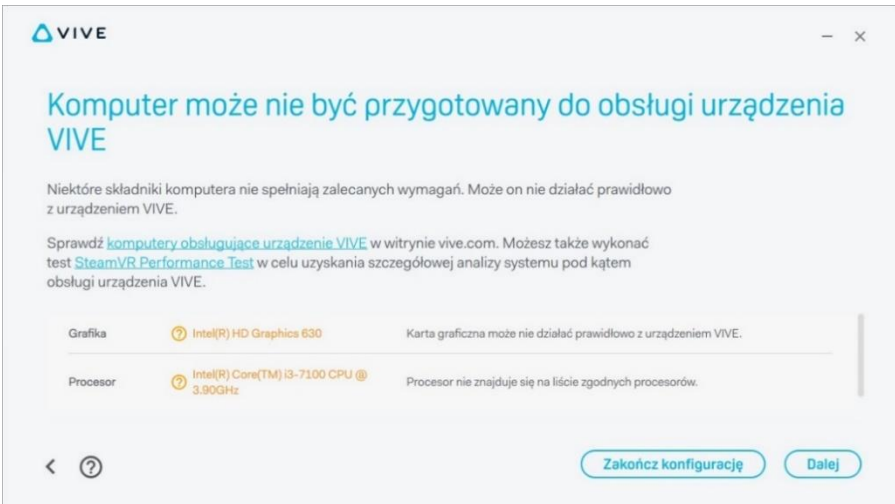 VIVE
Komputer może nie być przygotowany do obsługi urządzenia
VIVE
Niektóre składniki komputera nie spełniają zalecanych wymagań. Może on nie działać prawidłowo
z urządzeniem VIVE.
Sprawdź komputery obsługujące urządzenie VIVE w witrynie vive.com. Możesz także wykonać
test SteamVR Performance Test w celu uzyskania szczegółowej analizy systemu pod kątem
obsługi urządzenia VIVE.
Grafika Intel(R) HD Graphics 630 Karta graficzna może nie działać prawidłowo z urządzeniem VIVE.
Procesor Intel(R) Core(TM) i3-7100 CPU @
3.90GHz Procesor nie znajduje się na liście zgodnych procesorów.
Zakończ konfigurację Dalej